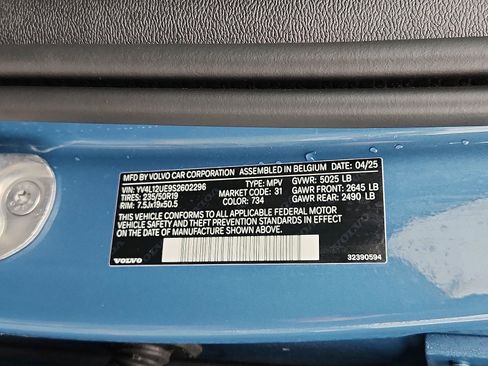 MFD BY VOLVO CAR CORPORATION ASSEMBLED IN BELGIUM 04/25
VIN: YV4L12UE9S2602296 TYPE: MPV GVWR: 5025 LB
TIRES: 235/50R19 MARKET CODE: 31 GAWR FRONT: 2645 LB
RIM: 7.5Jx19x50.5 COLOR: 734 GAWR REAR: 2490 LB
THIS VEHICLE CONFORMS TO ALL APPLICABLE FEDERAL MOTOR
VEHICLE SAFETY AND THEFT PREVENTION STANDARDS IN EFFECT
ON THE DATE OF MANUFACTURE SHOWN ABOVE.
VOLVO 32390594